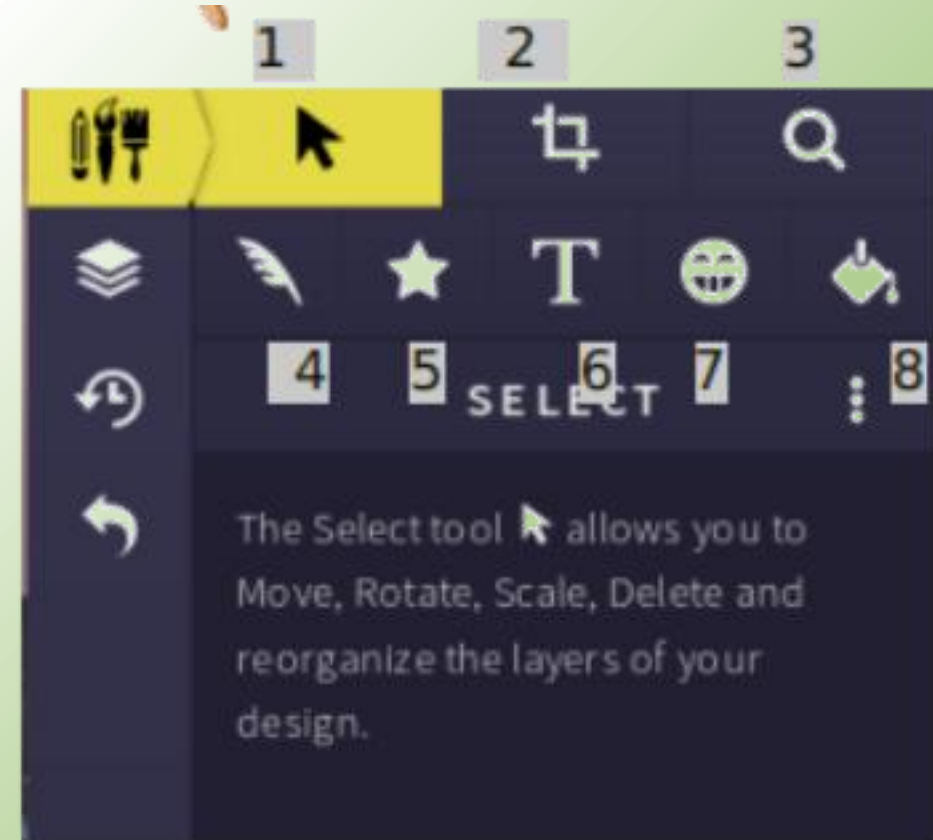 1 2 3
4 5 6 7 8
SELECT
The Select tool allows you to
Move, Rotate, Scale, Delete and
reorganize the layers of your
design.